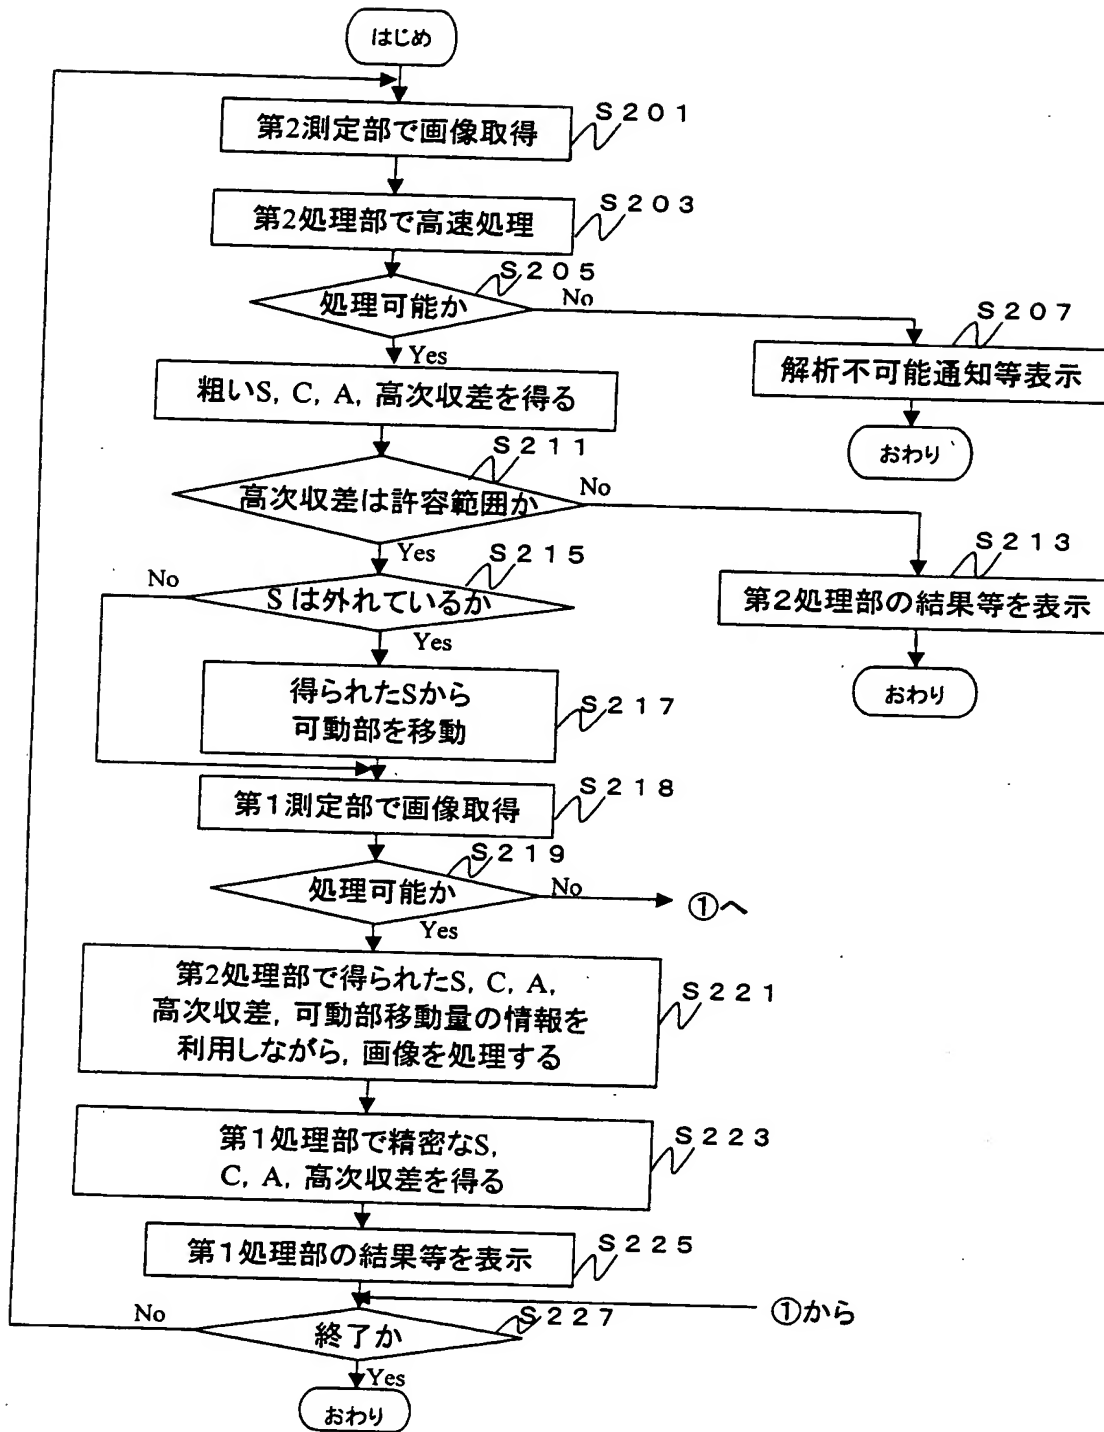 はじめ
第2測定部で画像取得
S201
第2処理部で高速処理
S203
S205
処理可能か
No
Yes
S207
解析不可能通知等表示
おわり
粗いS, C, A, 高次収差を得る
S211
高次収差は許容範囲か
No
Yes
S213
第2処理部の結果等を表示
おわり
S215
No
Sは外れているか
Yes
得られたSから
可動部を移動
S217
第1測定部で画像取得
S218
S219
処理可能か
No
①へ
Yes
第2処理部で得られたS, C, A,
高次収差, 可動部移動量の情報を
利用しながら, 画像を処理する
S221
第1処理部で精密なS,
C, A, 高次収差を得る
S223
第1処理部の結果等を表示
S225
①から
No
S227
終了か
Yes
おわり